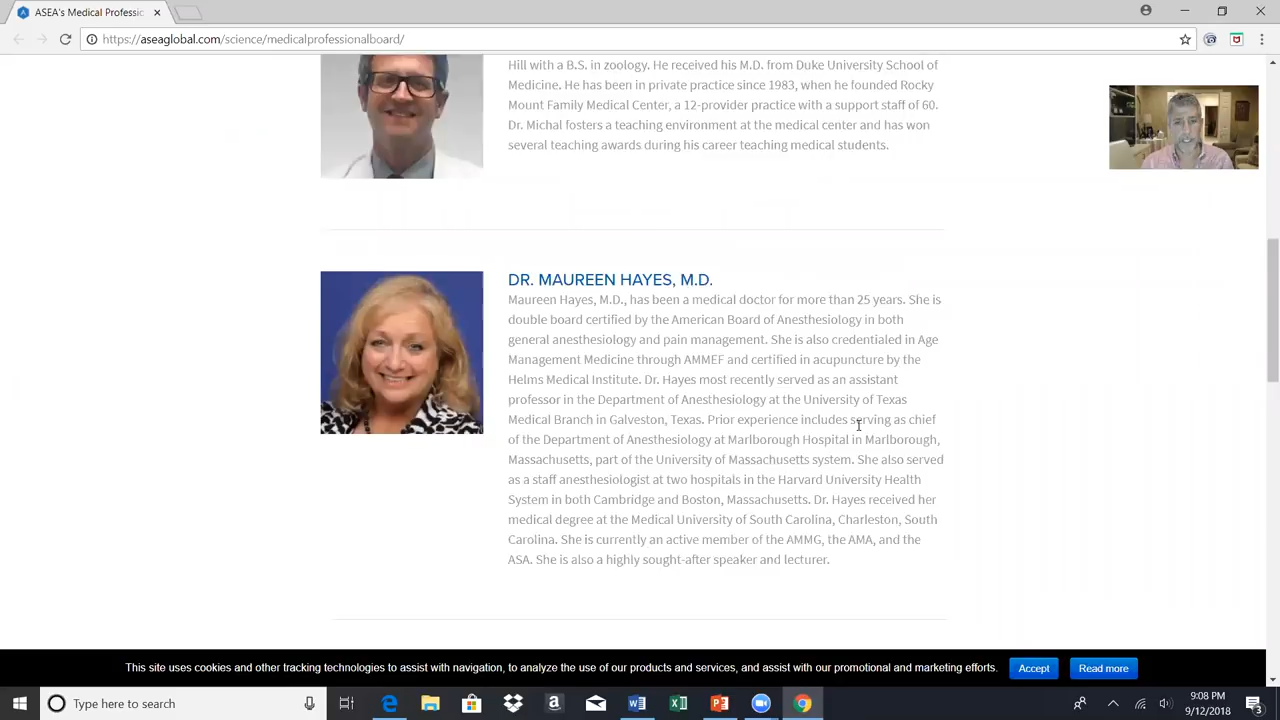 ASEA's Medical Professio
https://aseaglobal.com/science/medicalprofessionalboard/
Hill with a B.S. in zoology. He received his M.D. from Duke University School of
Medicine. He has been in private practice since 1983, when he founded Rocky
Mount Family Medical Center, a 12-provider practice with a support staff of 60.
Dr. Michal fosters a teaching environment at the medical center and has won
several teaching awards during his career teaching medical students.
DR. MAUREEN HAYES, M.D.
Maureen Hayes, M.D., has been a medical doctor for more than 25 years. She is
double board certified by the American Board of Anesthesiology in both
general anesthesiology and pain management. She is also credentialed in Age
Management Medicine through AMMEF and certified in acupuncture by the
Helms Medical Institute. Dr. Hayes most recently served as an assistant
professor in the Department of Anesthesiology at the University of Texas
Medical Branch in Galveston, Texas. Prior experience includes serving as chief
of the Department of Anesthesiology at Marlborough Hospital in Marlborough,
Massachusetts, part of the University of Massachusetts system. She also served
as a staff anesthesiologist at two hospitals in the Harvard University Health
System in both Cambridge and Boston, Massachusetts. Dr. Hayes received her
medical degree at the Medical University of South Carolina, Charleston, South
Carolina. She is currently an active member of the AMMG, the AMA, and the
ASA. She is also a highly sought-after speaker and lecturer.
This site uses cookies and other tracking technologies to assist with navigation, to analyze the use of our products and services, and assist with our promotional and marketing efforts.
Accept
Read more
Type here to search
9:08 PM
9/12/2018
3